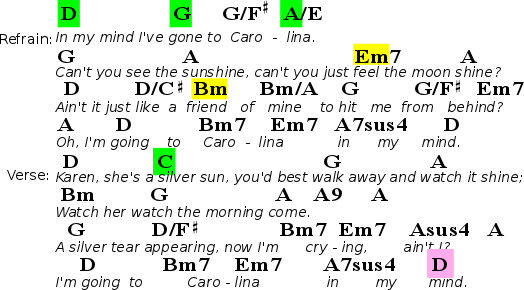 D G G/F♯ A/E
Refrain: In my mind I've gone to Caro - lina.
G A Em7 A
Can't you see the sunshine, can't you just feel the moon shine?
D D/C♯ Bm Bm/A G G/F♯ Em7
Ain't it just like a friend of mine to hit me from behind?
A D Bm7 Em7 A7sus4 D
Oh, I'm going to Caro - lina in my mind.
D C G A
Verse: Karen, she's a silver sun, you'd best walk away and watch it shine;
Bm G A A9 A
Watch her watch the morning come.
G D/F♯ Bm7 Em7 Asus4 A
A silver tear appearing, now I'm cry - ing, ain't I?
D Bm7 Em7 A7sus4 D
I'm going to Caro - lina in my mind.